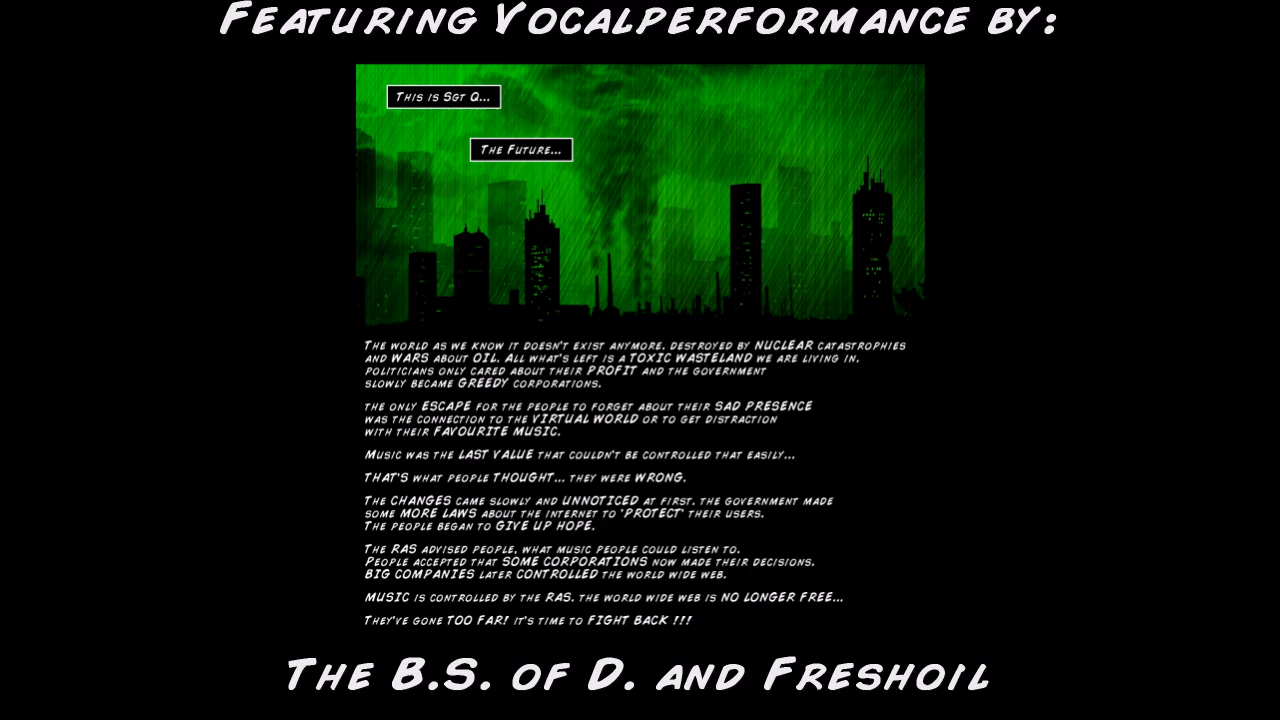 FEATURING VOCALPERFORMANCE BY:
THIS IS SGT Q...
THE FUTURE...
THE WORLD AS WE KNOW IT DOESN'T EXIST ANYMORE. DESTROYED BY NUCLEAR CATASTROPHIES
AND WARS ABOUT OIL. ALL WHAT'S LEFT IS A TOXIC WASTELAND WE ARE LIVING IN.
POLITICIANS ONLY CARED ABOUT THEIR PROFIT AND THE GOVERNMENT
SLOWLY BECAME GREEDY CORPORATIONS.
THE ONLY ESCAPE FOR THE PEOPLE TO FORGET ABOUT THEIR SAD PRESENCE
WAS THE CONNECTION TO THE VIRTUAL WORLD OR TO GET DISTRACTION
WITH THEIR FAVOURITE MUSIC.
MUSIC WAS THE LAST VALUE THAT COULDN'T BE CONTROLLED THAT EASILY...
THAT'S WHAT PEOPLE THOUGHT... THEY WERE WRONG.
THE CHANGES CAME SLOWLY AND UNNOTICED AT FIRST. THE GOVERNMENT MADE
SOME MORE LAWS ABOUT THE INTERNET TO 'PROTECT' THEIR USERS.
THE PEOPLE BEGAN TO GIVE UP HOPE.
THE RAS ADVISED PEOPLE, WHAT MUSIC PEOPLE COULD LISTEN TO.
PEOPLE ACCEPTED THAT SOME CORPORATIONS NOW MADE THEIR DECISIONS.
BIG COMPANIES LATER CONTROLLED THE WORLD WIDE WEB.
MUSIC IS CONTROLLED BY THE RAS. THE WORLD WIDE WEB IS NO LONGER FREE...
THEY'VE GONE TOO FAR! IT'S TIME TO FIGHT BACK !!!
THE B.S. OF D. AND FRESHOIL